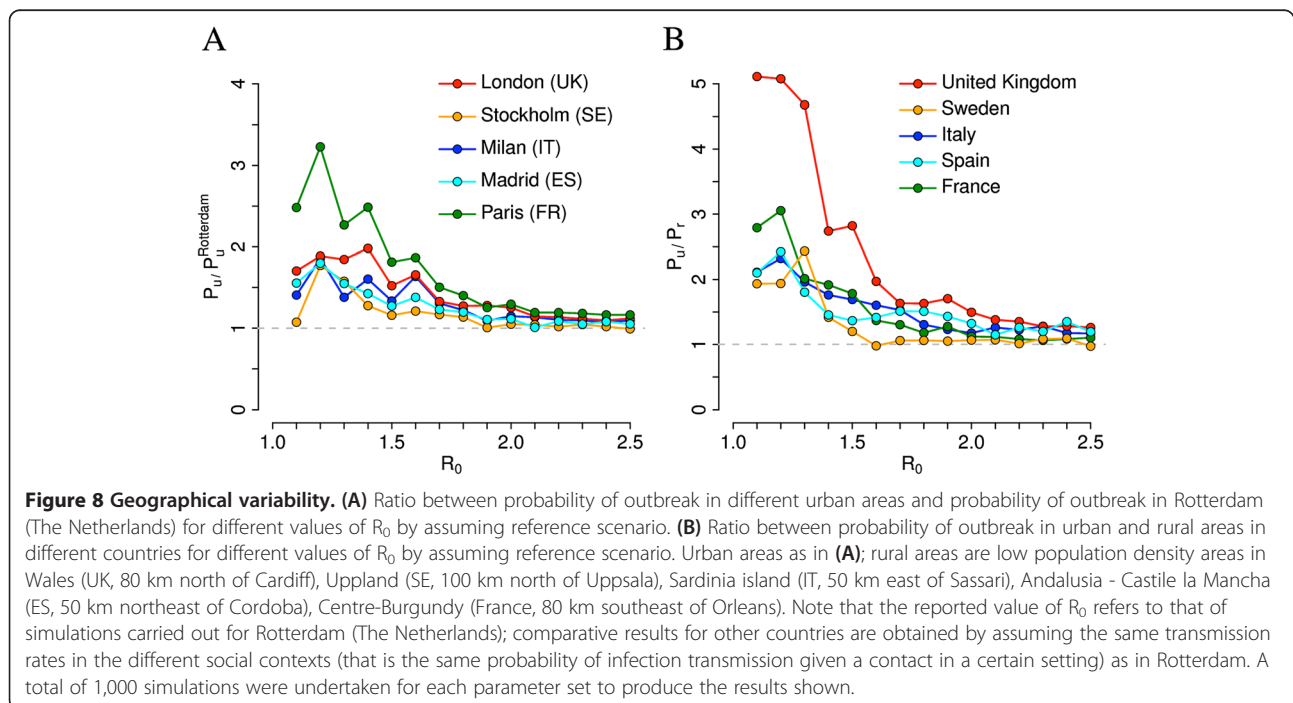 A
P_u / P_u^Rotterdam
4
3
2
1
0
London (UK)
Stockholm (SE)
Milan (IT)
Madrid (ES)
Paris (FR)
1.0 1.5 2.0 2.5
R_0
B
P_u / P_r
5
4
3
2
1
0
United Kingdom
Sweden
Italy
Spain
France
1.0 1.5 2.0 2.5
R_0
Figure 8 Geographical variability. (A) Ratio between probability of outbreak in different urban areas and probability of outbreak in Rotterdam
(The Netherlands) for different values of R_0 by assuming reference scenario. (B) Ratio between probability of outbreak in urban and rural areas in
different countries for different values of R_0 by assuming reference scenario. Urban areas as in (A); rural areas are low population density areas in
Wales (UK, 80 km north of Cardiff), Uppland (SE, 100 km north of Uppsala), Sardinia island (IT, 50 km east of Sassari), Andalusia - Castile la Mancha
(ES, 50 km northeast of Cordoba), Centre-Burgundy (France, 80 km southeast of Orleans). Note that the reported value of R_0 refers to that of
simulations carried out for Rotterdam (The Netherlands); comparative results for other countries are obtained by assuming the same transmission
rates in the different social contexts (that is the same probability of infection transmission given a contact in a certain setting) as in Rotterdam. A
total of 1,000 simulations were undertaken for each parameter set to produce the results shown.